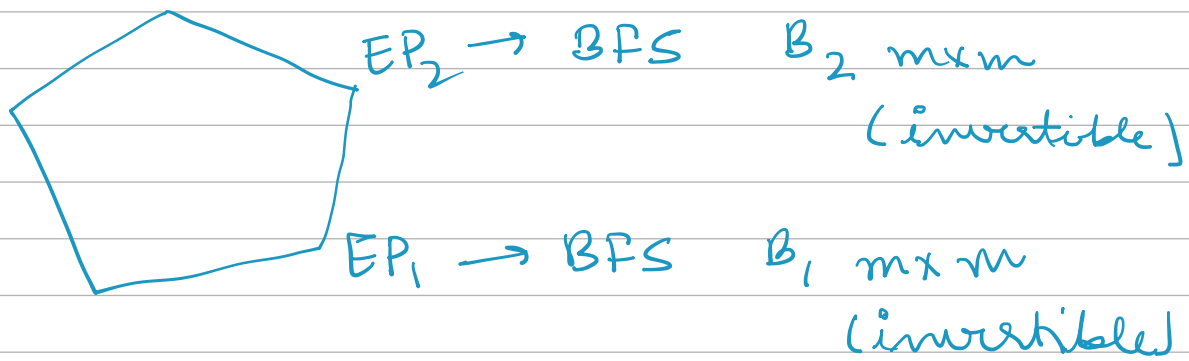 EP₂ → BFS B₂ m×m
(invertible)
EP₁ → BFS B₁ m×m
(invertible)